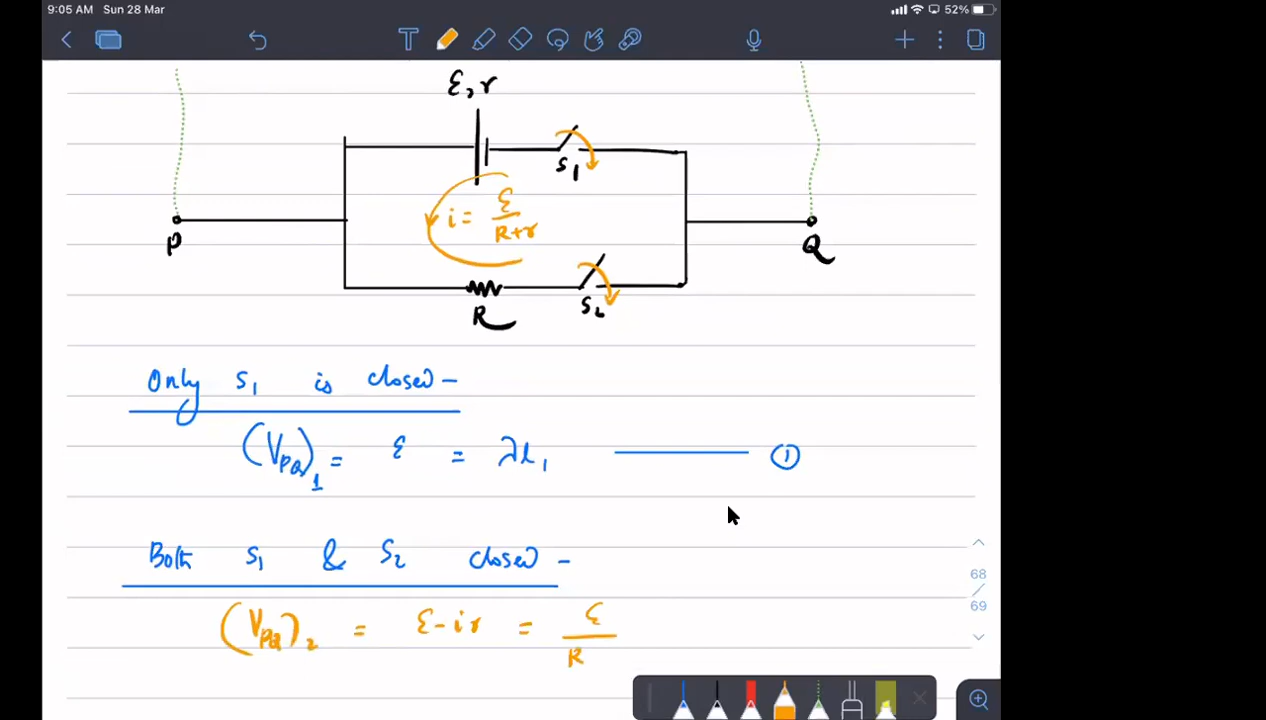 9:05 AM Sun 28 Mar 52%
T
ε, r
S1
i = ε/(R+r)
P
Q
S2
R
Only S1 is closed -
(VPQ)1 = ε = λl1 ——— ①
Both S1 & S2 closed -
68
/
69
(VPQ)2 = ε - ir = ε/R